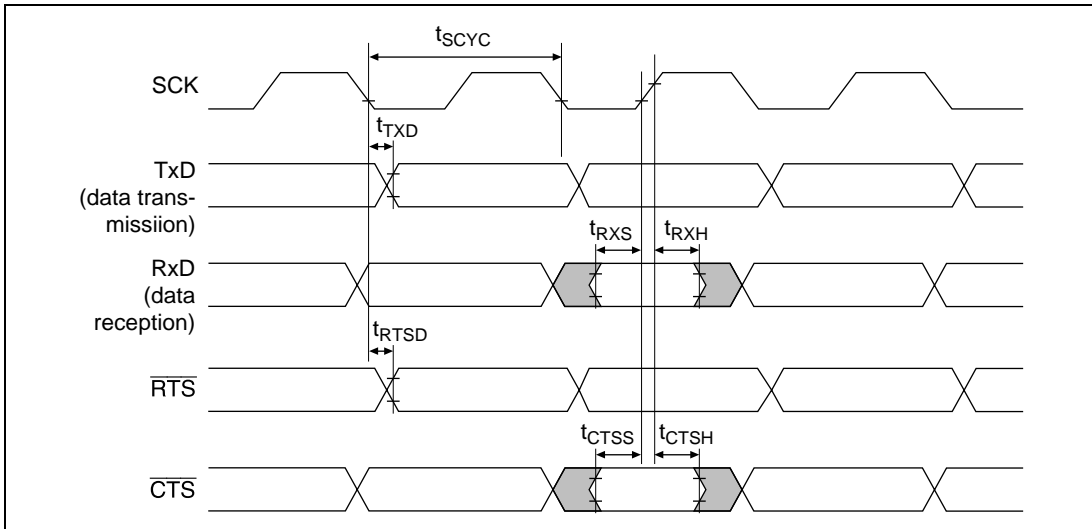 tSCYC
SCK
tTXD
TxD
(data trans-
missiion)
tRXS
tRXH
RxD
(data
reception)
tRTSD
RTS
tCTSS
tCTSH
CTS